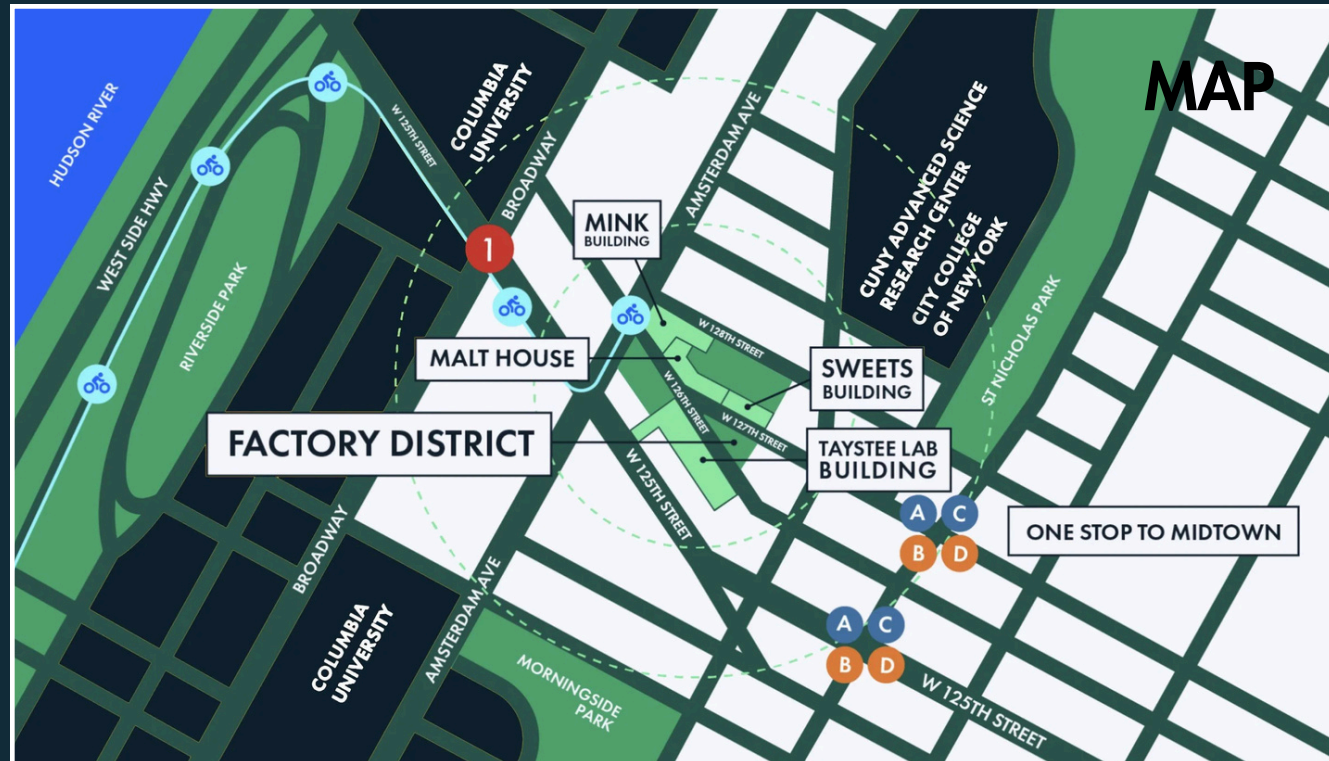 MAP
HUDSON RIVER
WEST SIDE HWY
RIVERSIDE PARK
W 125TH STREET
COLUMBIA
UNIVERSITY
BROADWAY
AMSTERDAM AVE
1
MINK
BUILDING
MALT HOUSE
FACTORY DISTRICT
W 128TH STREET
W 126TH STREET
W 127TH STREET
SWEETS
BUILDING
TAYSTEE LAB
BUILDING
CUNY ADVANCED SCIENCE
RESEARCH CENTER
CITY COLLEGE
OF NEW YORK
ST NICHOLAS PARK
W 125TH STREET
A C
B D
ONE STOP TO MIDTOWN
A C
B D
W 125TH STREET
BROADWAY
COLUMBIA
UNIVERSITY
AMSTERDAM AVE
MORNINGSIDE
PARK